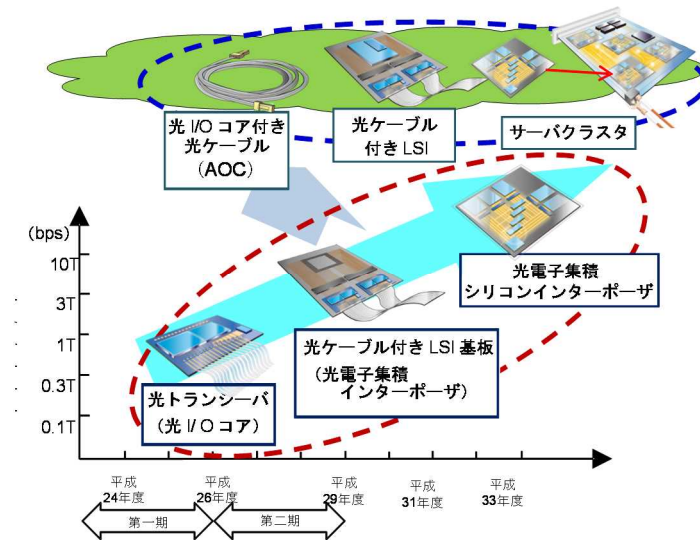 光 I/O コア付き
光ケーブル
（AOC）
光ケーブル
付き LSI
サーバクラスタ
(bps)
10T
3T
1T
0.3T
0.1T
光電子集積
シリコンインターポーザ
光ケーブル付き LSI 基板
（光電子集積
インターポーザ）
光トランシーバ
（光 I/ O コア）
平成
24年度
平成
26年度
平成
29年度
平成
31年度
平成
33年度
第一期
第二期